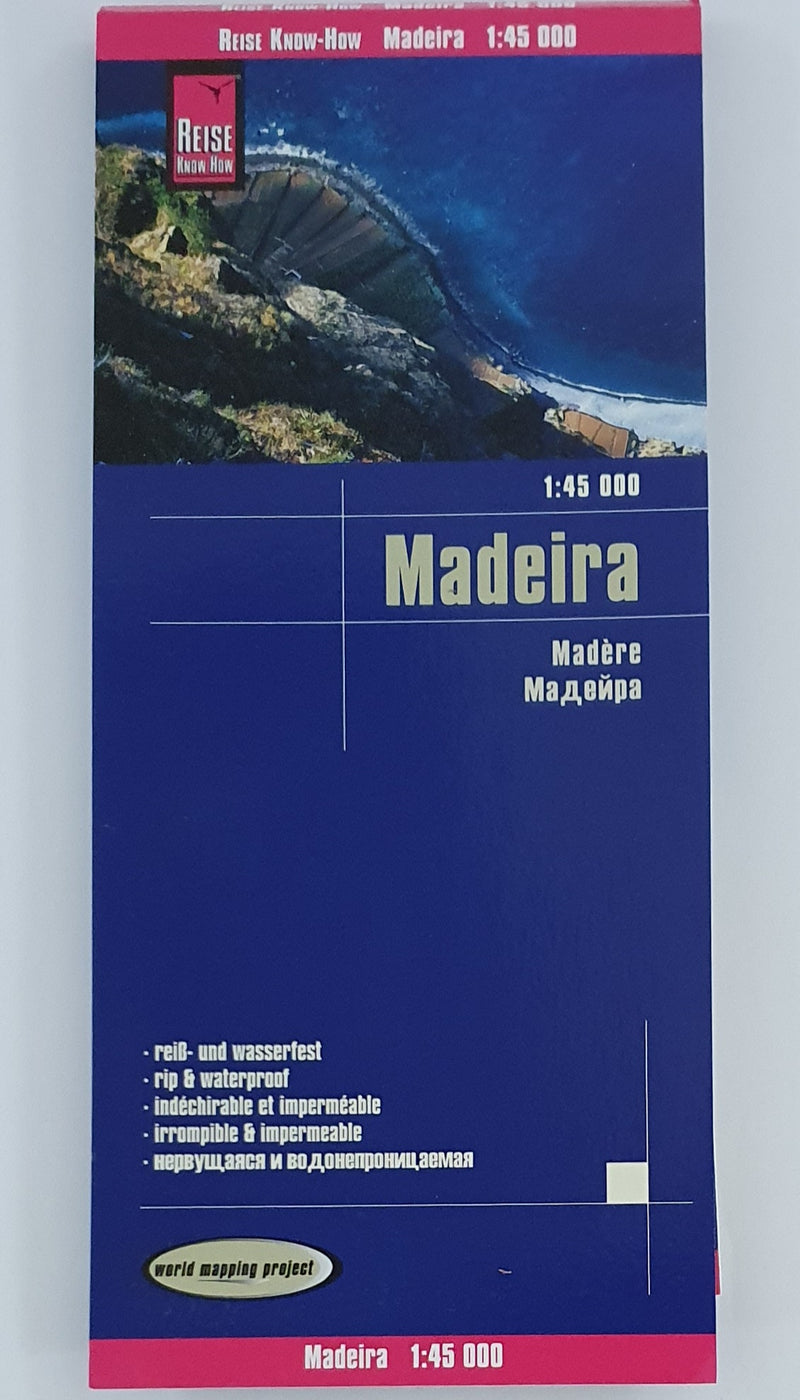 REISE KNOW-HOW Madeira 1:45 000
REISE
KNOW-HOW
1:45 000
Madeira
Madère
Мадейра
· reiß- und wasserfest
· rip & waterproof
· indéchirable et imperméable
· irrompible & impermeable
· нервущаяся и водонепроницаемая
world mapping project
Madeira 1:45 000